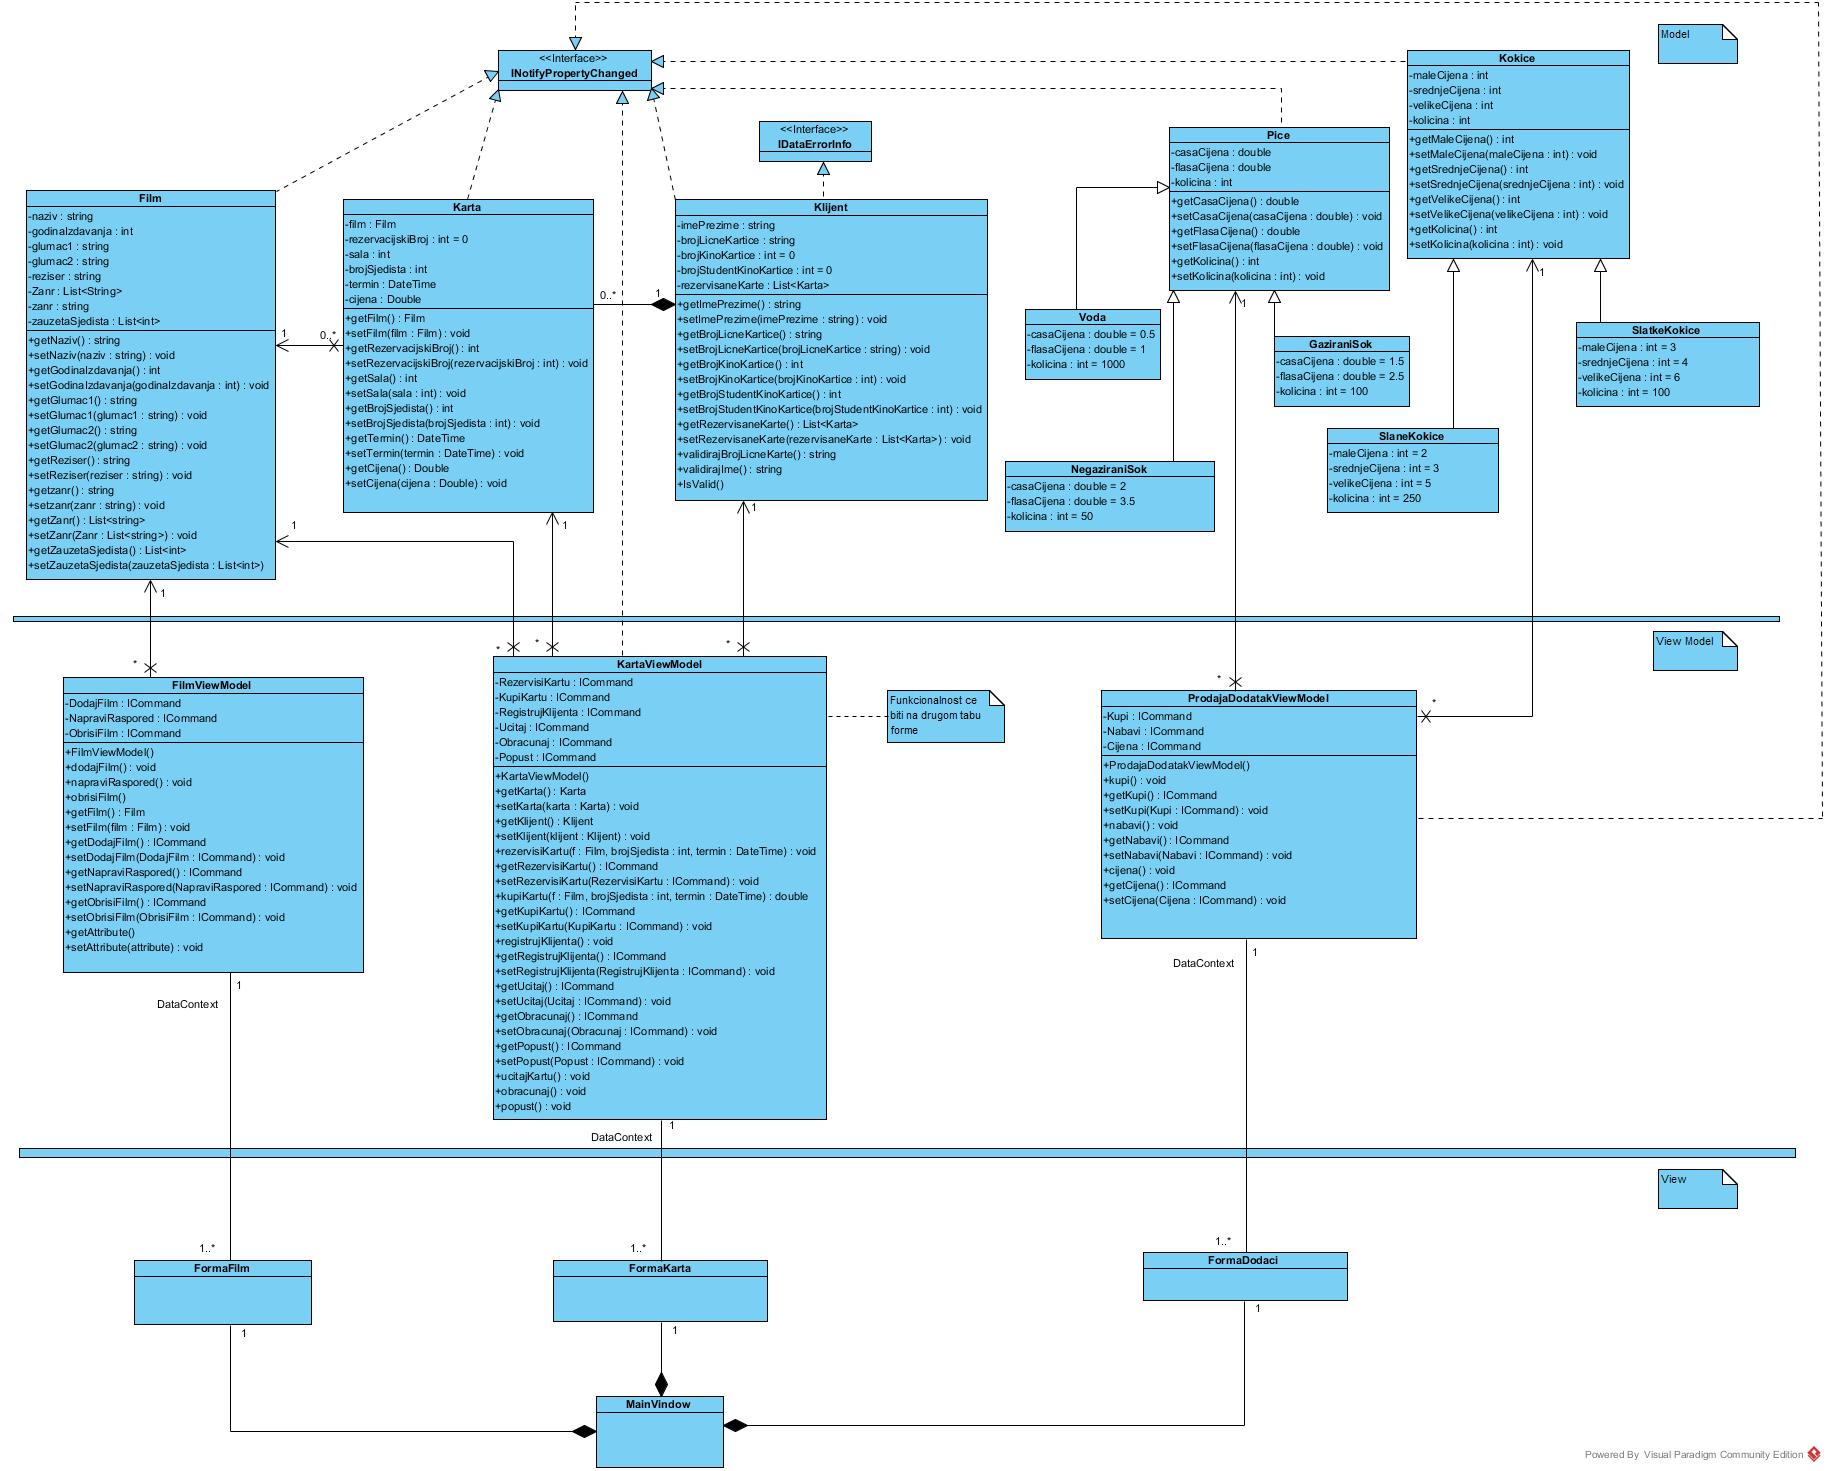 Model
<<Interface>>
INotifyPropertyChanged
<<Interface>>
IDataErrorInfo
Kokice
-maleCijena : int
-srednjeCijena : int
-velikeCijena : int
-kolicina : int
+getMaleCijena() : int
+setMaleCijena(maleCijena : int) : void
+getSrednjeCijena() : int
+setSrednjeCijena(srednjeCijena : int) : void
+getVelikeCijena() : int
+setVelikeCijena(velikeCijena : int) : void
+getKolicina() : int
+setKolicina(kolicina : int) : void
Pice
-casaCijena : double
-flasaCijena : double
-kolicina : int
+getCasaCijena() : double
+setCasaCijena(casaCijena : double) : void
+getFlasaCijena() : double
+setFlasaCijena(flasaCijena : double) : void
+getKolicina() : int
+setKolicina(kolicina : int) : void
Film
-naziv : string
-godinaIzdavanja : int
-glumac1 : string
-glumac2 : string
-reziser : string
-Zanr : List<String>
-zanr : string
-zauzetaSjedista : List<int>
+getNaziv() : string
+setNaziv(naziv : string) : void
+getGodinaIzdavanja() : int
+setGodinaIzdavanja(godinaIzdavanja : int) : void
+getGlumac1() : string
+setGlumac1(glumac1 : string) : void
+getGlumac2() : string
+setGlumac2(glumac2 : string) : void
+getReziser() : string
+setReziser(reziser : string) : void
+getzanr() : string
+setzanr(zanr : string) : void
+getZanr() : List<string>
+setZanr(Zanr : List<string>) : void
+getZauzetaSjedista() : List<int>
+setZauzetaSjedista(zauzetaSjedista : List<int>)
1
0..*
Karta
-film : Film
-rezervacijskiBroj : int = 0
-sala : int
-brojSjedista : int
-termin : DateTime
-cijena : Double
+getFilm() : Film
+setFilm(film : Film) : void
+getRezervacijskiBroj() : int
+setRezervacijskiBroj(rezervacijskiBroj : int) : void
+getSala() : int
+setSala(sala : int) : void
+getBrojSjedista() : int
+setBrojSjedista(brojSjedista : int) : void
+getTermin() : DateTime
+setTermin(termin : DateTime) : void
+getCijena() : Double
+setCijena(cijena : Double) : void
0..*
1
Klijent
-imePrezime : string
-brojLicneKartice : string
-brojKinoKartice : int = 0
-brojStudentKinoKartice : int = 0
-rezervisaneKarte : List<Karta>
+getImePrezime() : string
+setImePrezime(imePrezime : string) : void
+getBrojLicneKartice() : string
+setBrojLicneKartice(brojLicneKartice : string) : void
+getBrojKinoKartice() : int
+setBrojKinoKartice(brojKinoKartice : int) : void
+getBrojStudentKinoKartice() : int
+setBrojStudentKinoKartice(brojStudentKinoKartice : int) : void
+getRezervisaneKarte() : List<Karta>
+setRezervisaneKarte(rezervisaneKarte : List<Karta>) : void
+validirajBrojLicneKarte() : string
+validirajIme() : string
+IsValid()
1
1
Voda
-casaCijena : double = 0.5
-flasaCijena : double = 1
-kolicina : int = 1000
GaziraniSok
-casaCijena : double = 1.5
-flasaCijena : double = 2.5
-kolicina : int = 100
SlatkeKokice
-maleCijena : int = 3
-srednjeCijena : int = 4
-velikeCijena : int = 6
-kolicina : int = 100
SlaneKokice
-maleCijena : int = 2
-srednjeCijena : int = 3
-velikeCijena : int = 5
-kolicina : int = 250
NegaziraniSok
-casaCijena : double = 2
-flasaCijena : double = 3.5
-kolicina : int = 50
1
1
1
1
View Model
*
*
*
*
*
*
FilmViewModel
-DodajFilm : ICommand
-NapraviRaspored : ICommand
-ObrisiFilm : ICommand
+FilmViewModel()
+dodajFilm() : void
+napraviRaspored() : void
+obrisiFilm()
+getFilm() : Film
+setFilm(film : Film) : void
+getDodajFilm() : ICommand
+setDodajFilm(DodajFilm : ICommand) : void
+getNapraviRaspored() : ICommand
+setNapraviRaspored(NapraviRaspored : ICommand) : void
+getObrisiFilm() : ICommand
+setObrisiFilm(ObrisiFilm : ICommand) : void
+getAttribute()
+setAttribute(attribute) : void
KartaViewModel
-RezervisiKartu : ICommand
-KupiKartu : ICommand
-RegistrujKlijenta : ICommand
-Ucitaj : ICommand
-Obracunaj : ICommand
-Popust : ICommand
+KartaViewModel()
+getKarta() : Karta
+setKarta(karta : Karta) : void
+getKlijent() : Klijent
+setKlijent(klijent : Klijent) : void
+rezervisiKartu(f : Film, brojSjedista : int, termin : DateTime) : void
+getRezervisiKartu() : ICommand
+setRezervisiKartu(RezervisiKartu : ICommand) : void
+kupiKartu(f : Film, brojSjedista : int, termin : DateTime) : double
+getKupiKartu() : ICommand
+setKupiKartu(KupiKartu : ICommand) : void
+registrujKlijenta() : void
+getRegistrujKlijenta() : ICommand
+setRegistrujKlijenta(RegistrujKlijenta : ICommand) : void
+getUcitaj() : ICommand
+setUcitaj(Ucitaj : ICommand) : void
+getObracunaj() : ICommand
+setObracunaj(Obracunaj : ICommand) : void
+getPopust() : ICommand
+setPopust(Popust : ICommand) : void
+ucitajKartu() : void
+obracunaj() : void
+popust() : void
Funkcionalnost ce
biti na drugom tabu
forme
ProdajaDodatakViewModel
-Kupi : ICommand
-Nabavi : ICommand
-Cijena : ICommand
+ProdajaDodatakViewModel()
+kupi() : void
+getKupi() : ICommand
+setKupi(Kupi : ICommand) : void
+nabavi() : void
+getNabavi() : ICommand
+setNabavi(Nabavi : ICommand) : void
+cijena() : void
+getCijena() : ICommand
+setCijena(Cijena : ICommand) : void
1
DataContext
1
DataContext
1
DataContext
View
1..*
1..*
1..*
FormaFilm
FormaKarta
FormaDodaci
1
1
1
MainVindow
Powered By Visual Paradigm Community Edition